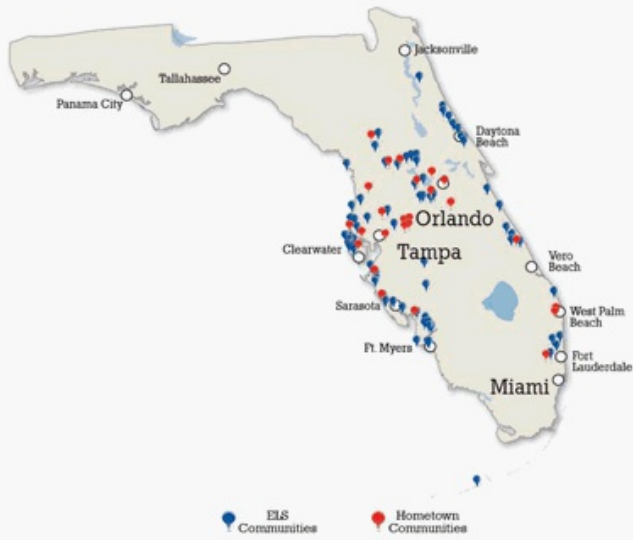 Jacksonville
Tallahassee
Panama City
Daytona
Beach
Orlando
Clearwater
Tampa
Vero
Beach
Sarasota
West Palm
Beach
Ft. Myers
Fort
Lauderdale
Miami
ELS
Communities
Hometown
Communities